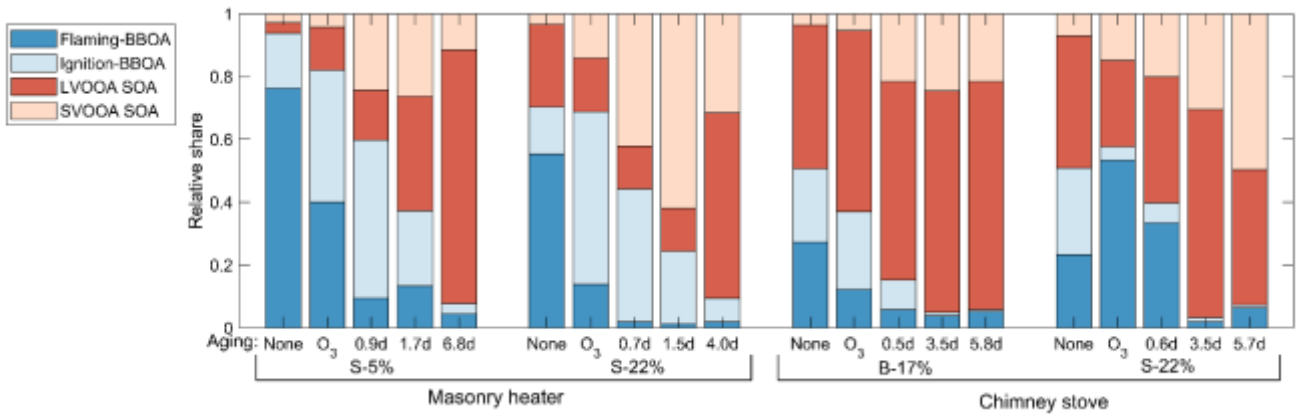 Flaming-BBOA
Ignition-BBOA
LVOOA SOA
SVOOA SOA
Relative share
1
0.8
0.6
0.4
0.2
0
Aging: None O3 0.9d 1.7d 6.8d None O3 0.7d 1.5d 4.0d None O3 0.5d 3.5d 5.8d None O3 0.6d 3.5d 5.7d
S-5% S-22% B-17% S-22%
Masonry heater Chimney stove